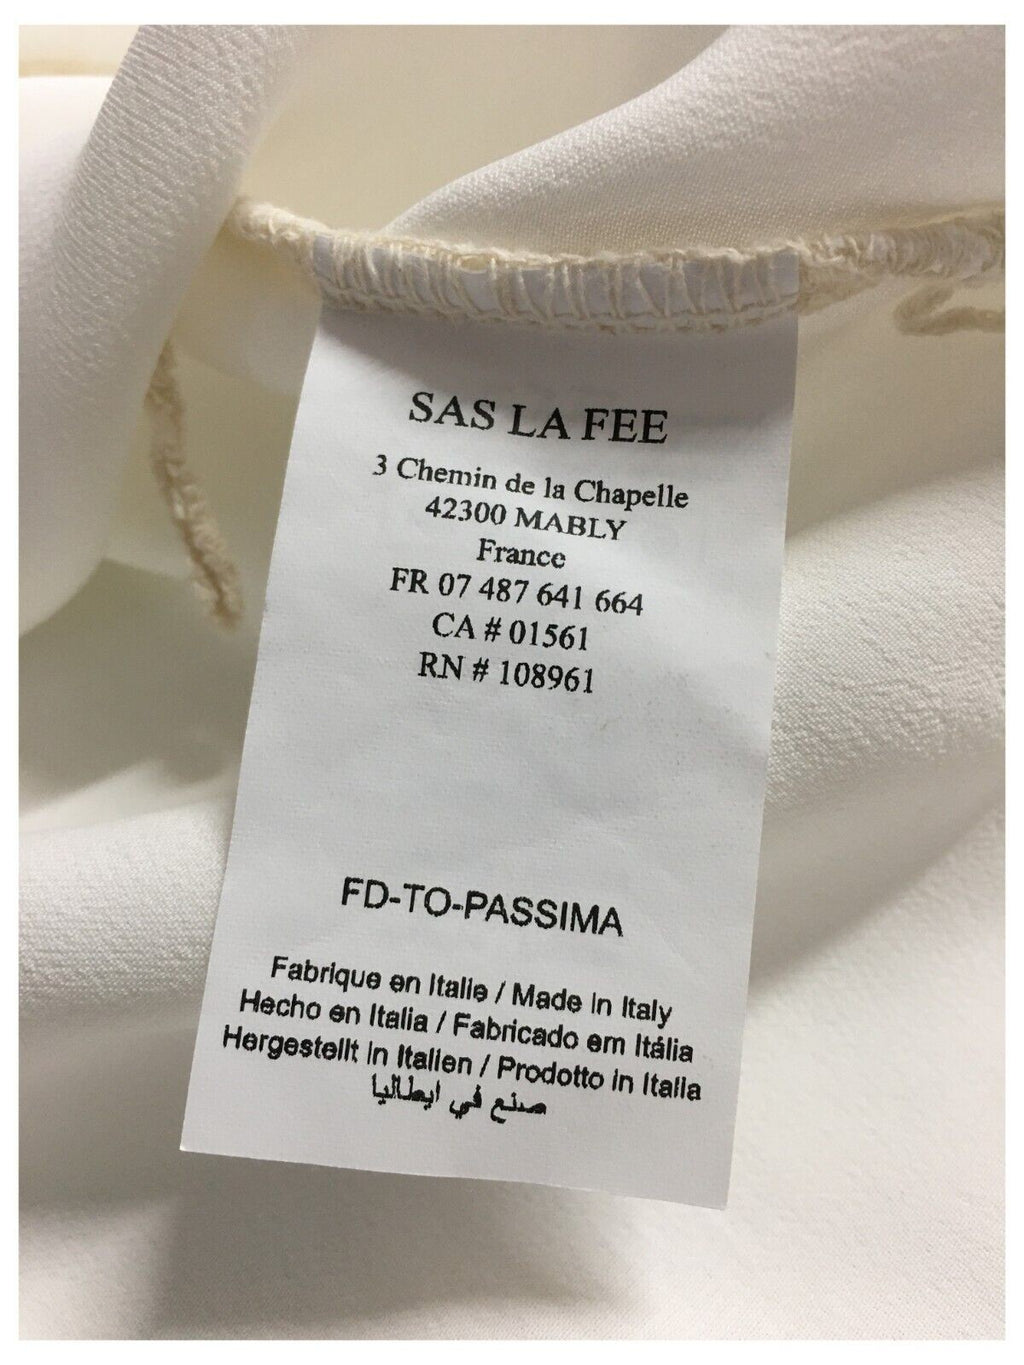 SAS LA FEE
3 Chemin de la Chapelle
42300 MABLY
France
FR 07 487 641 664
CA # 01561
RN # 108961
FD-TO-PASSIMA
Fabrique en Italie / Made in Italy
Hecho en Italia / Fabricado em Itália
Hergestellt in Italien / Prodotto in Italia
صنع في ايطاليا